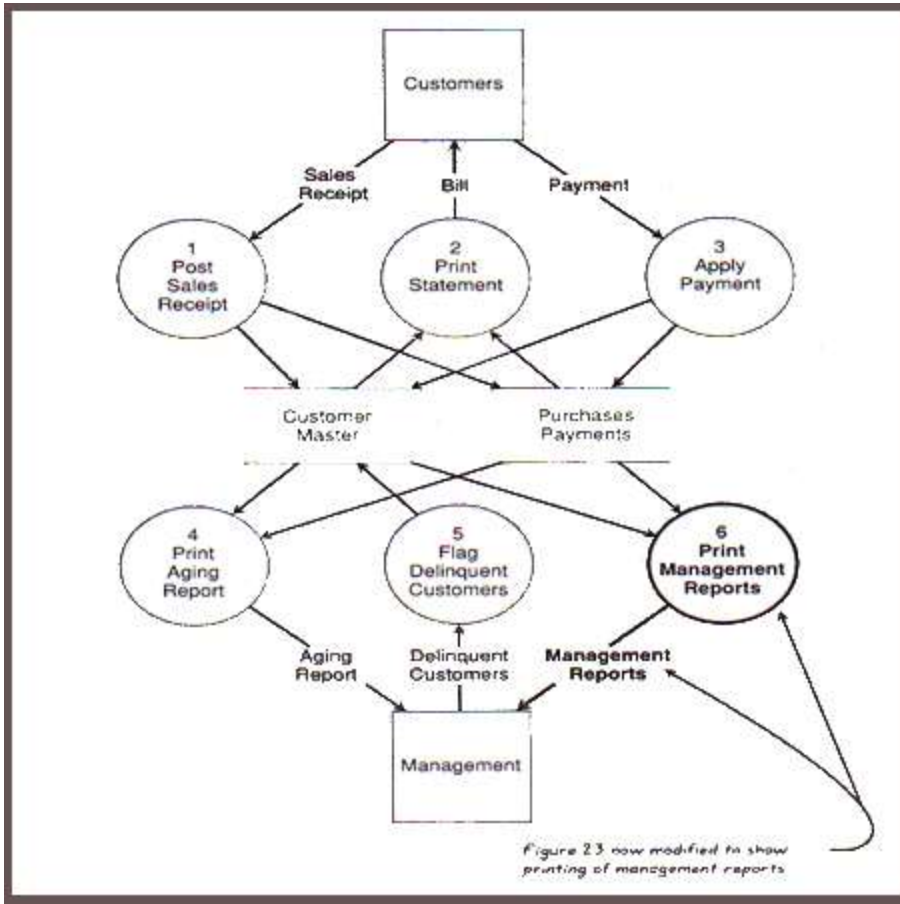 Customers
Sales
Receipt
Bill
Payment
1
Post
Sales
Receipt
2
Print
Statement
3
Apply
Payment
Customer
Master
Purchases
Payments
4
Print
Aging
Report
5
Flag
Delinquent
Customers
6
Print
Management
Reports
Aging
Report
Delinquent
Customers
Management
Reports
Management
Figure 23 now modified to show
printing of management reports